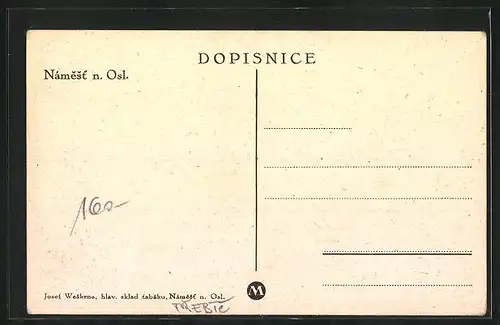 DOPISNICE
Náměšť n. Osl.
160-
Josef Weškrna, hlav. sklad tabáku, Náměšť n. Osl.
TŘEBÍČ
M